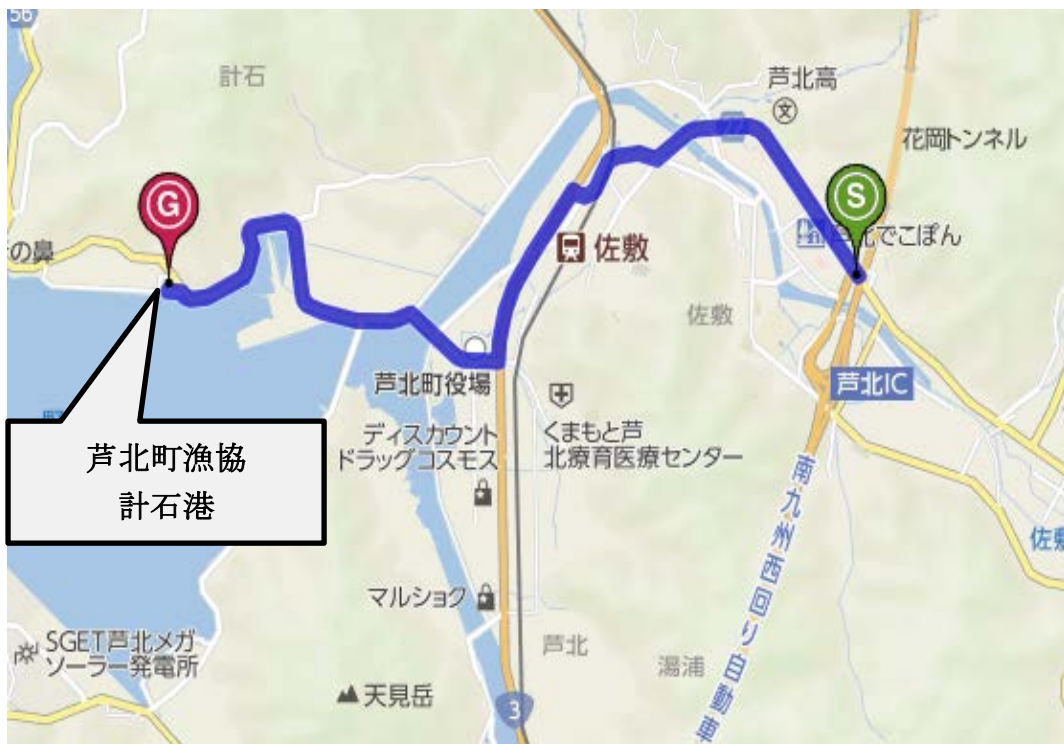 56
計石
芦北高
文
花岡トンネル
G
S
の鼻
佐敷
でこぽん
佐敷
芦北町役場
芦北IC
ディスカウント
ドラッグコスモス
くまもと芦
北療育医療センター
芦北町漁協
計石港
南九州西回り自動車
佐敷
マルショク
SGET芦北メガ
ソーラー発電所
芦北
湯浦
天見岳
3